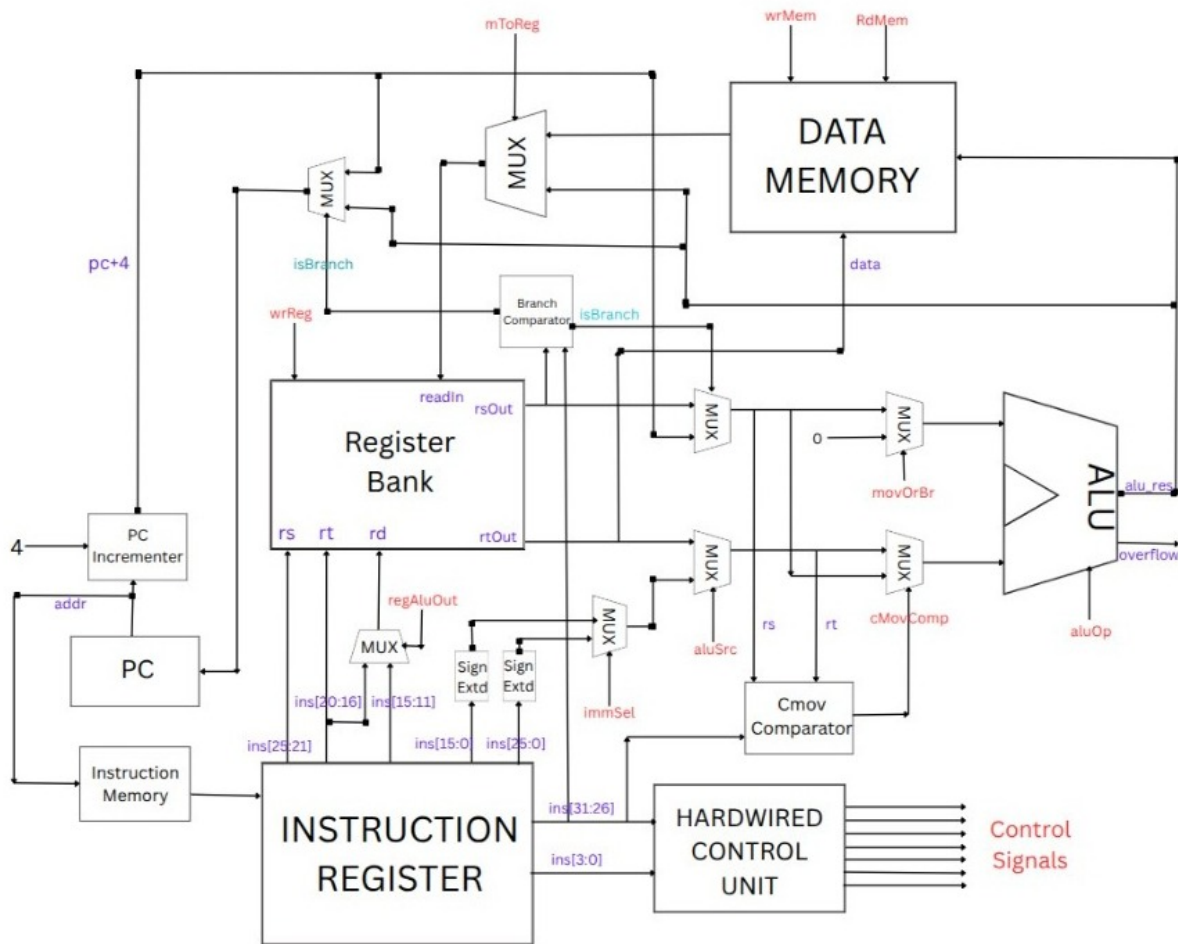 wrMem
RdMem
mToReg
DATA
MEMORY
MUX
MUX
pc+4
isBranch
data
Branch
Comparator
isBranch
wrReg
readIn
rsOut
MUX
MUX
Register
Bank
0
movOrBr
ALU
alu_res
rs
rt
rd
rtOut
MUX
MUX
overflow
4
PC
Incrementer
addr
regAluOut
MUX
MUX
aluSrc
rs
rt
cMovComp
aluOp
PC
Sign
Extd
Sign
Extd
immSel
Cmov
Comparator
ins[20:16]
ins[15:11]
ins[25:21]
ins[15:0]
ins[25:0]
Instruction
Memory
INSTRUCTION
REGISTER
ins[31:26]
ins[3:0]
HARDWIRED
CONTROL
UNIT
Control
Signals